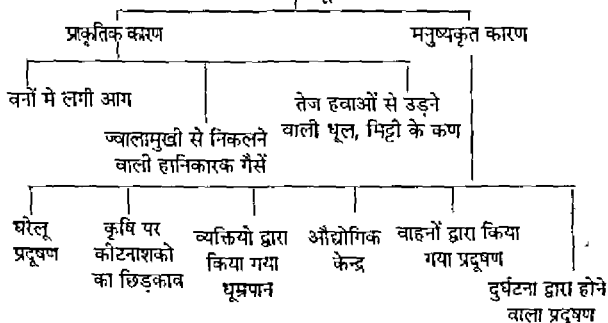 प्राकृतिक कारण
मनुष्यकृत कारण
वनों मे लगी आग
ज्वालामुखी से निकलने
वाली हानिकारक गैसें
तेज हवाओं से उड़ने
वाली धूल, मिट्टी के कण
घरेलू
प्रदूषण
कृषि पर
कीटनाशको
का छिड़काव
व्यक्तियो द्वारा
किया गया
धूम्रपान
औद्योगिक
केन्द्र
वाहनों द्वारा किया
गया प्रदूषण
दुर्घटना द्वारा होने
वाला प्रदूषण